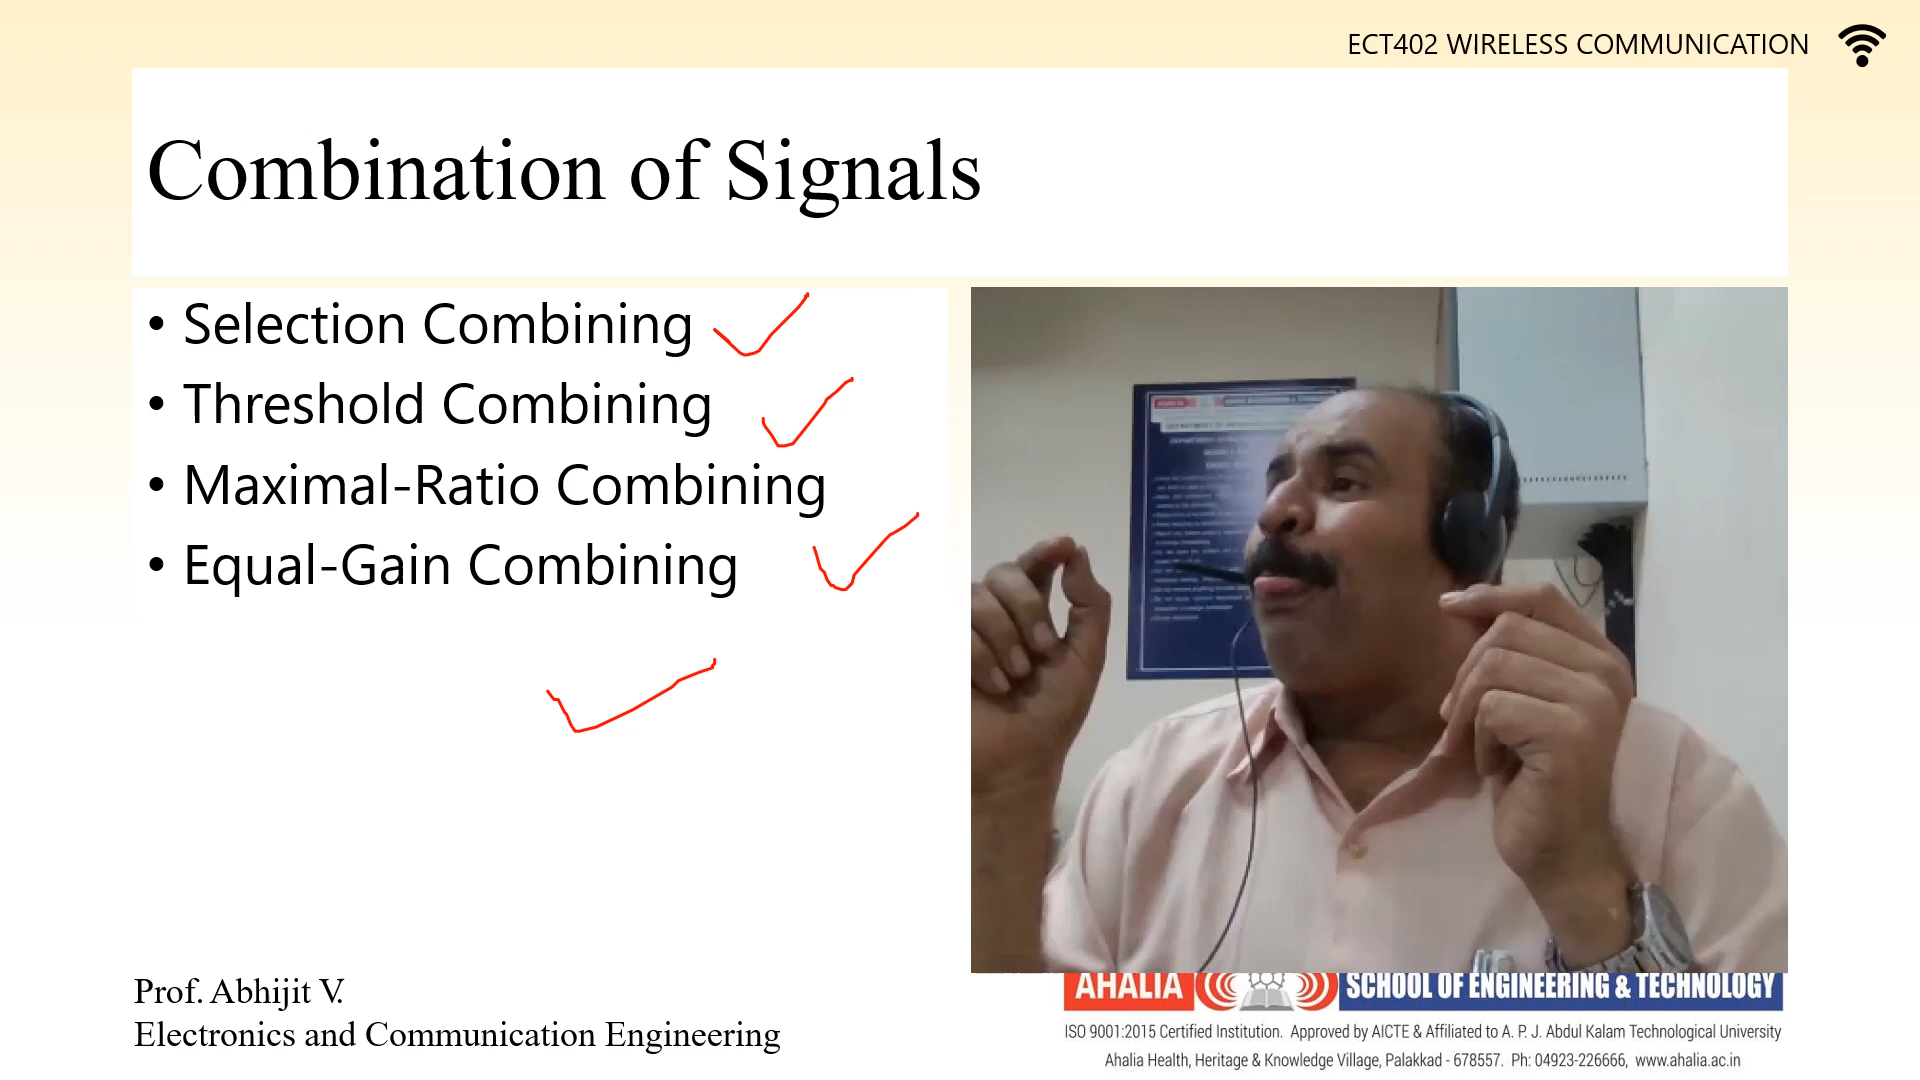 ECT402 WIRELESS COMMUNICATION
Combination of Signals
• Selection Combining
• Threshold Combining
• Maximal-Ratio Combining
• Equal-Gain Combining
Prof. Abhijit V.
Electronics and Communication Engineering
AHALIA SCHOOL OF ENGINEERING & TECHNOLOGY
ISO 9001:2015 Certified Institution. Approved by AICTE & Affiliated to A. P. J. Abdul Kalam Technological University
Ahalia Health, Heritage & Knowledge Village, Palakkad - 678557. Ph: 04923-226666, www.ahalia.ac.in